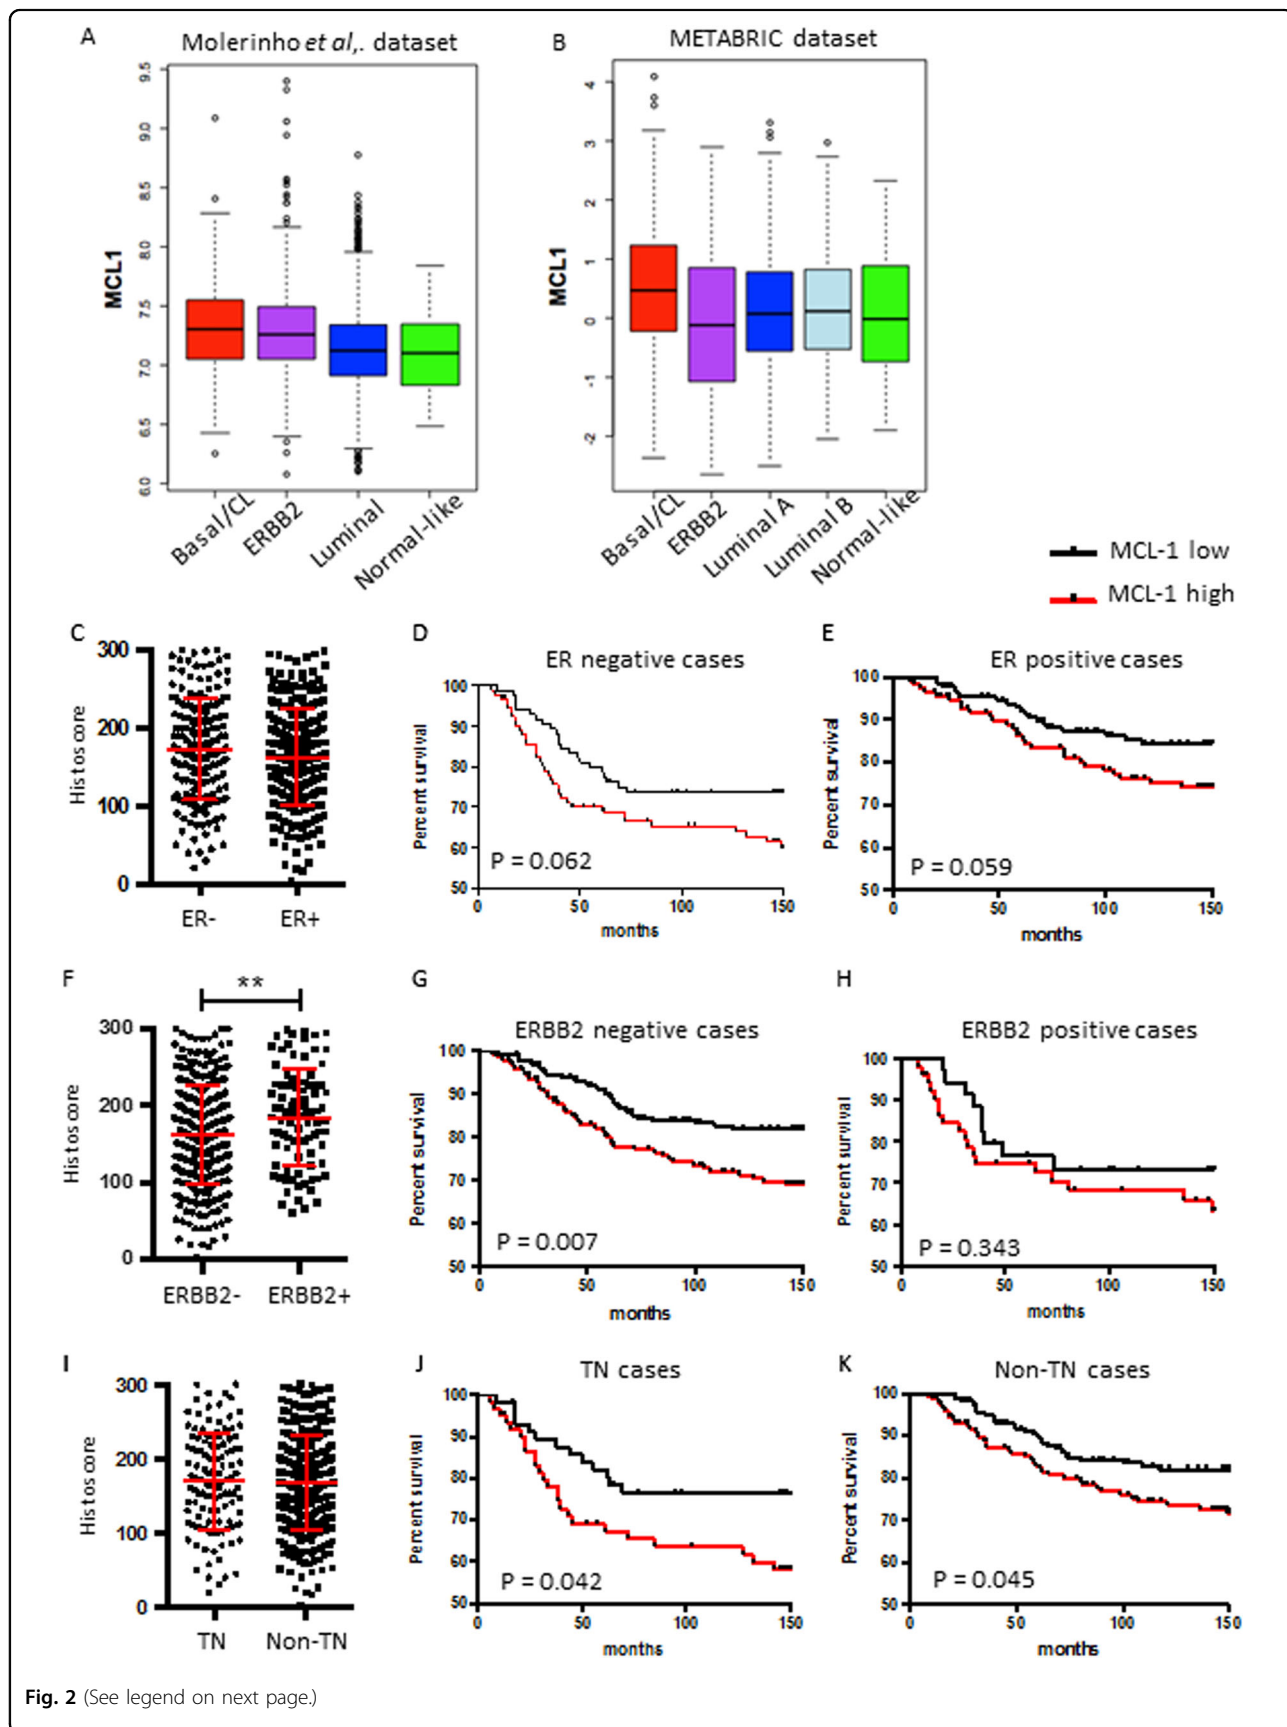 A
Molerinho et al,. dataset
MCL1
9.5
9.0
8.5
8.0
7.5
7.0
6.5
6.0
Basal/CL
ERBB2
Luminal
Normal-like
B
METABRIC dataset
MCL1
4
3
2
1
0
-1
-2
Basal/CL
ERBB2
Luminal A
Luminal B
Normal-like
MCL-1 low
MCL-1 high
C
Histoscore
300
200
100
0
ER-
ER+
D
ER negative cases
Percent survival
100
90
80
70
60
50
P = 0.062
0
50
100
150
months
E
ER positive cases
Percent survival
100
90
80
70
60
50
P = 0.059
0
50
100
150
months
F
**
Histoscore
300
200
100
0
ERBB2-
ERBB2+
G
ERBB2 negative cases
Percent survival
100
90
80
70
60
50
P = 0.007
0
50
100
150
months
H
ERBB2 positive cases
Percent survival
100
90
80
70
60
50
P = 0.343
0
50
100
150
months
I
Histoscore
300
200
100
0
TN
Non-TN
J
TN cases
Percent survival
100
90
80
70
60
50
P = 0.042
0
50
100
150
months
K
Non-TN cases
Percent survival
100
90
80
70
60
50
P = 0.045
0
50
100
150
months
Fig. 2 (See legend on next page.)